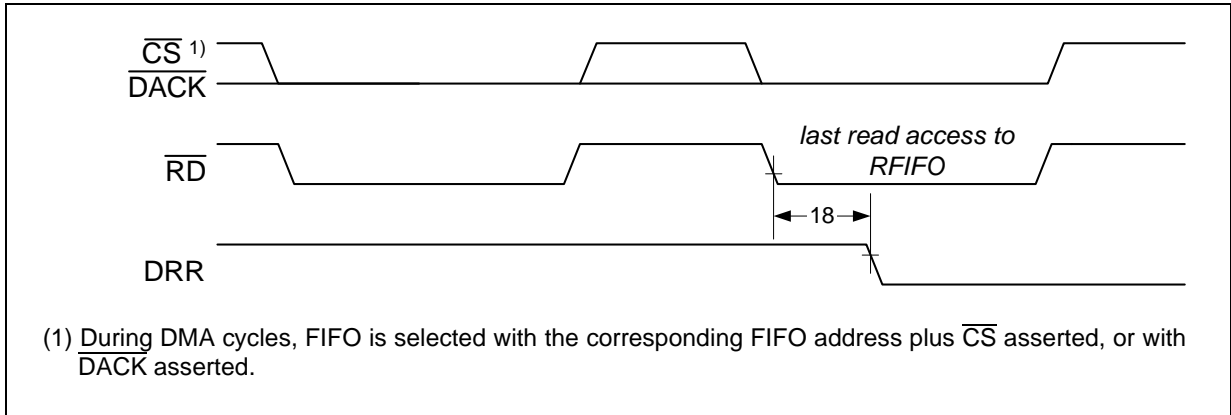 CS 1)
DACK
last read access to
RD
RFIFO
18
DRR
(1) During DMA cycles, FIFO is selected with the corresponding FIFO address plus CS asserted, or with
DACK asserted.